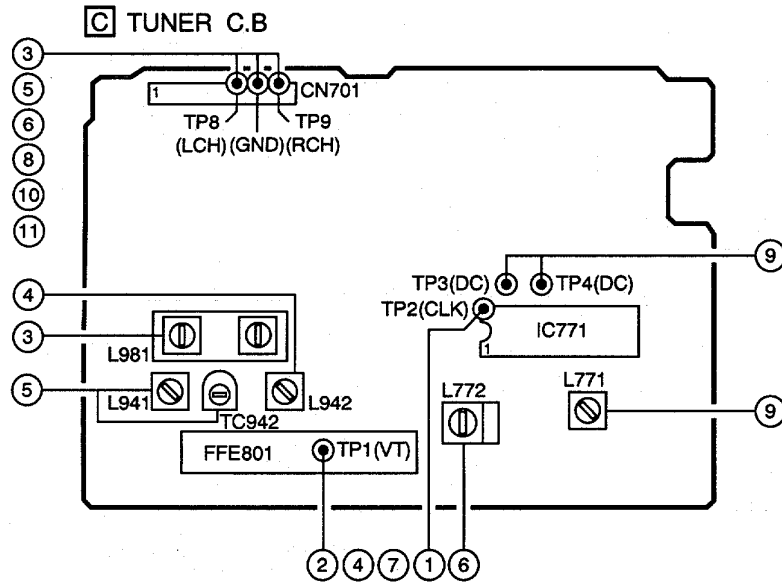 C TUNER C.B
3
5
6
8
10
11
1
CN701
TP8
TP9
(LCH) (GND) (RCH)
9
TP3(DC)
TP4(DC)
TP2(CLK)
IC771
1
4
3
L981
5
L941
TC942
L942
L772
L771
9
FFE801
TP1(VT)
2
4
7
1
6